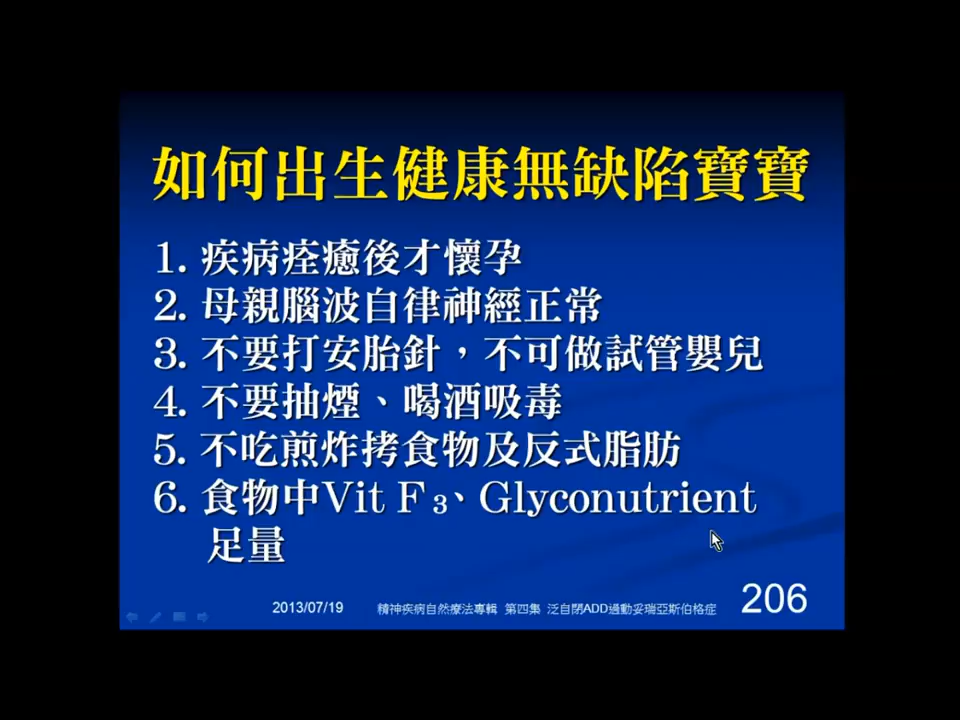 如何出生健康無缺陷寶寶
1. 疾病痊癒後才懷孕
2. 母親腦波自律神經正常
3. 不要打安胎針，不可做試管嬰兒
4. 不要抽煙、喝酒吸毒
5. 不吃煎炸拷食物及反式脂肪
6. 食物中Vit F 3、Glyconutrient
足量
2013/07/19 精神疾病自然療法專輯 第四集 泛自閉ADD過動妥瑞亞斯伯格症 206